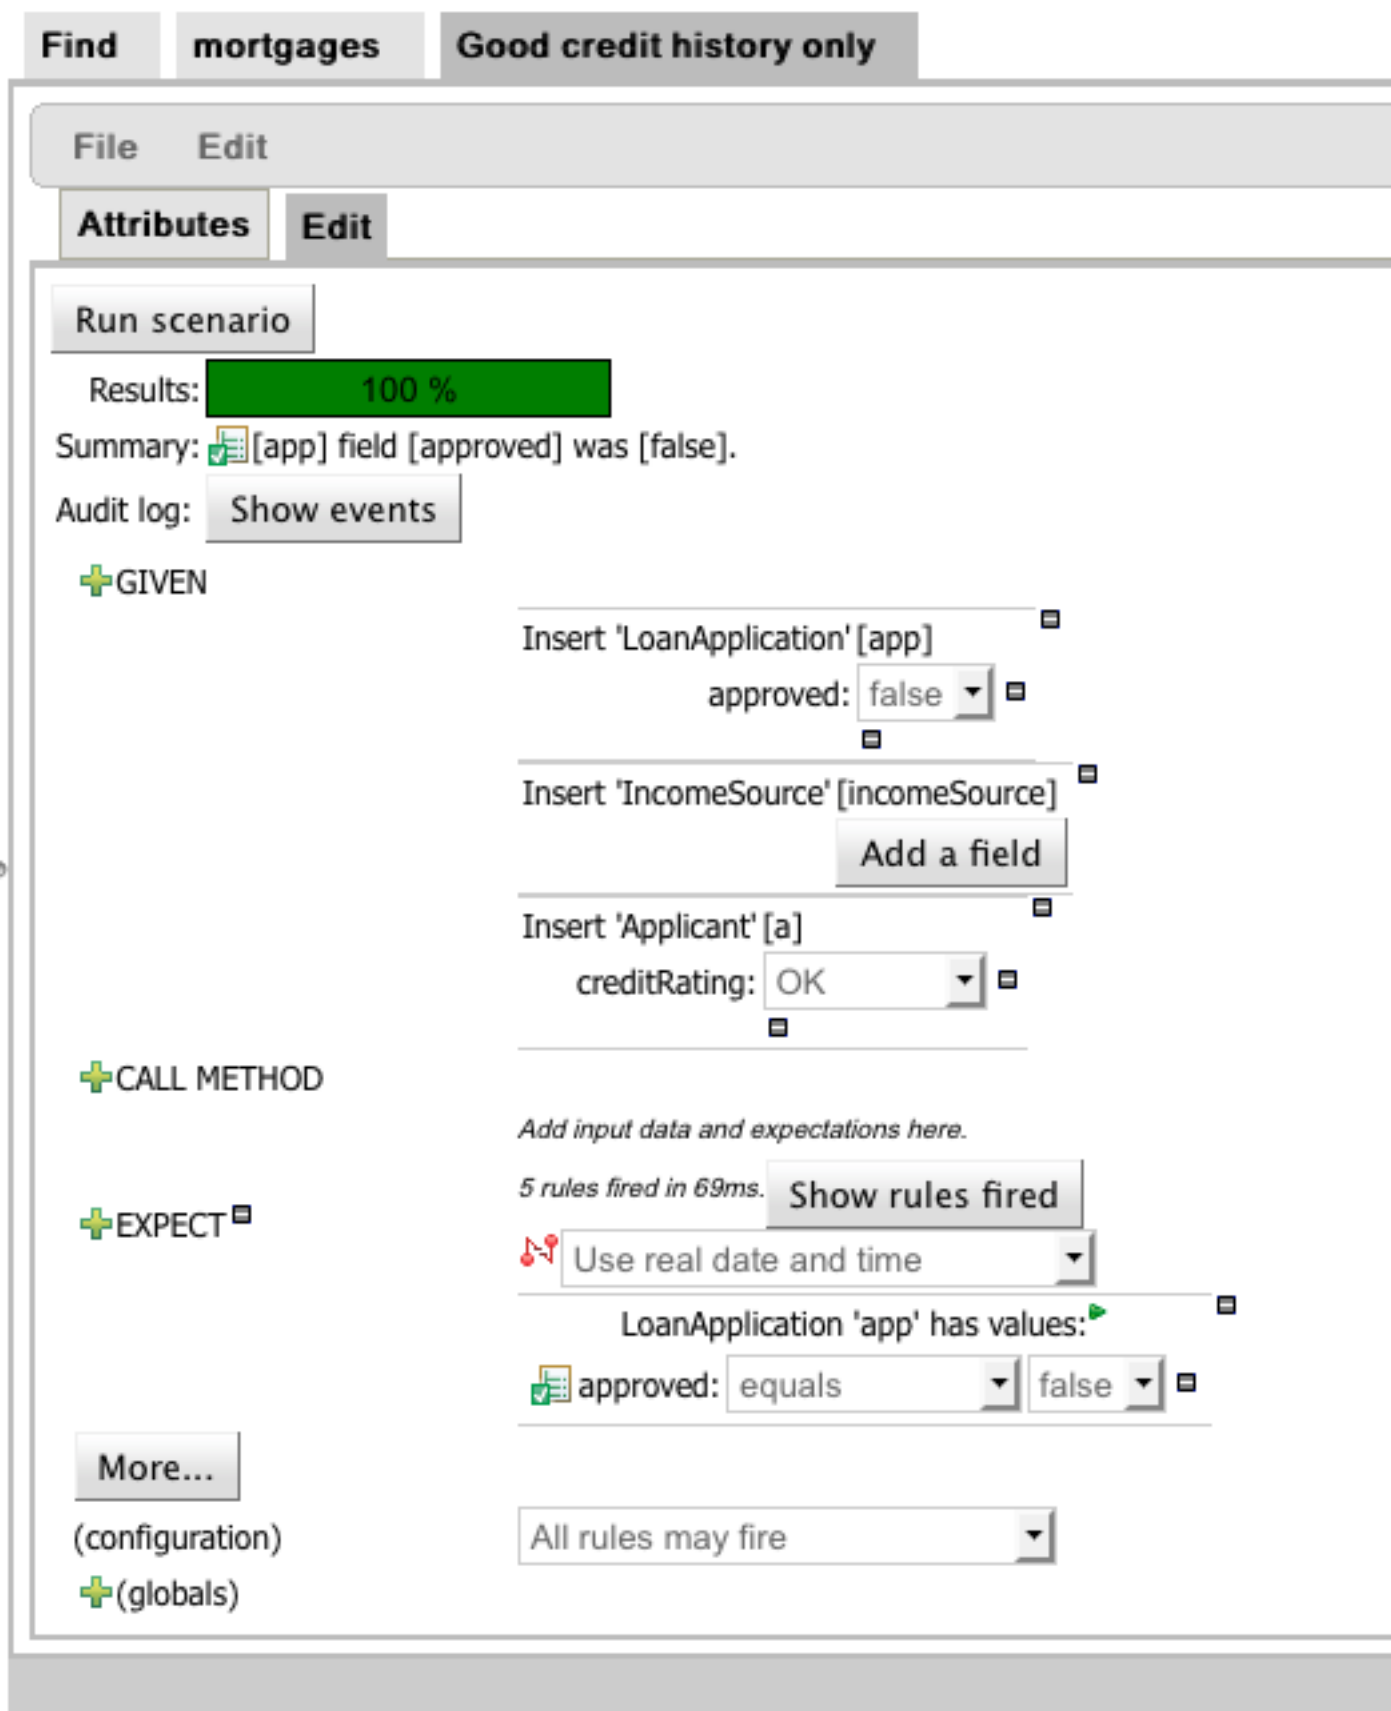 Find mortgages Good credit history only
File Edit
Attributes Edit
Run scenario
Results: 100 %
Summary: [app] field [approved] was [false].
Audit log: Show events
GIVEN
Insert 'LoanApplication' [app]
approved: false
Insert 'IncomeSource' [incomeSource]
Add a field
Insert 'Applicant' [a]
creditRating: OK
CALL METHOD
Add input data and expectations here.
5 rules fired in 69ms. Show rules fired
EXPECT
Use real date and time
LoanApplication 'app' has values:
approved: equals false
More...
(configuration) All rules may fire
(globals)